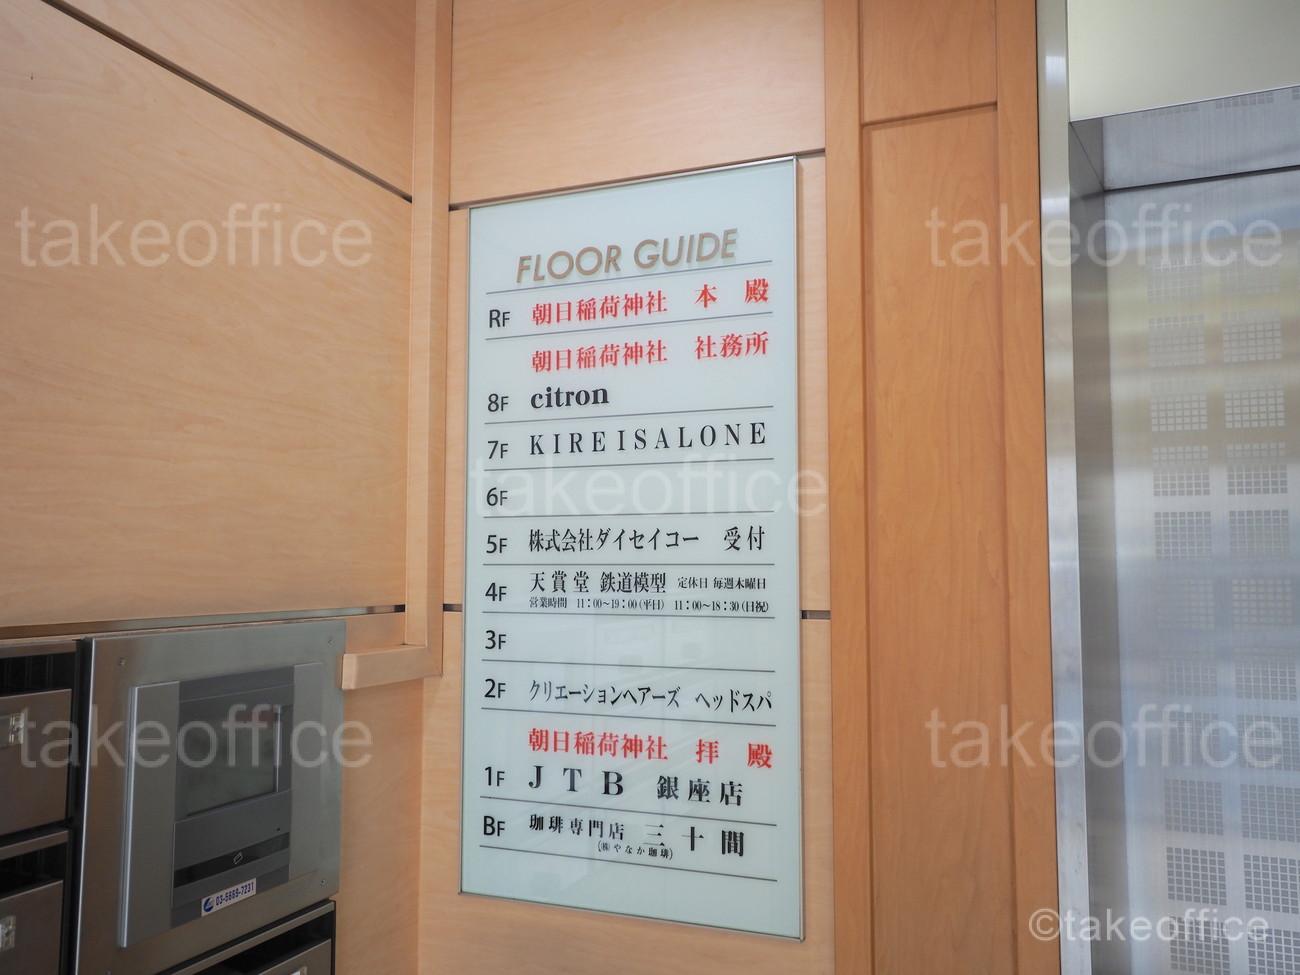 FLOOR GUIDE
RF 朝日稲荷神社 本 殿
朝日稲荷神社 社務所
8F citron
7F KIREISALONE
6F
5F 株式会社ダイセイコー 受付
4F 天賞堂 鉄道模型 定休日 毎週木曜日
営業時間 11:00〜19:00(平日) 11:00〜18:30(日祝)
3F
2F クリエーションヘアーズ ヘッドスパ
朝日稲荷神社 拝 殿
1F JTB 銀座店
BF 珈琲専門店 三十間
(㈱やなか珈琲)
03-5669-7231
takeoffice
takeoffice
takeoffice
takeoffice
takeoffice
©takeoffice